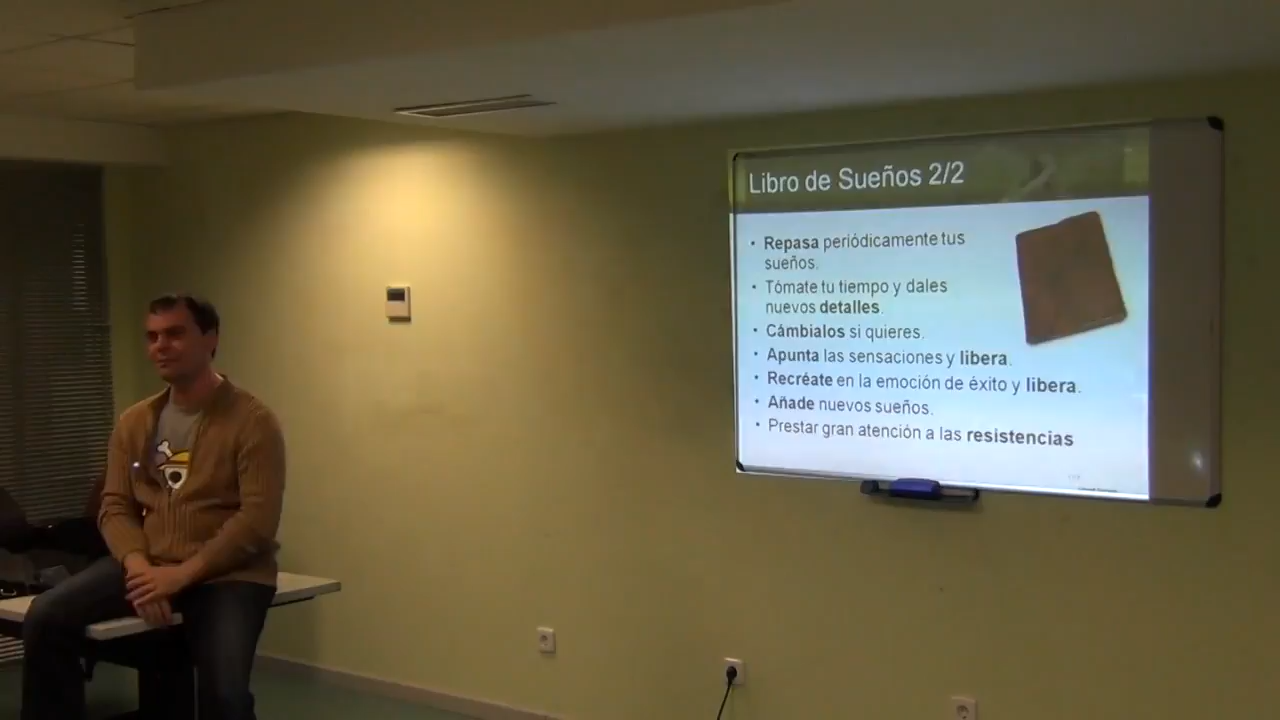 Libro de Sueños 2/2
• Repasa periódicamente tus
sueños.
• Tómate tu tiempo y dales
nuevos detalles.
• Cámbialos si quieres.
• Apunta las sensaciones y libera.
• Recréate en la emoción de éxito y libera.
• Añade nuevos sueños.
• Prestar gran atención a las resistencias